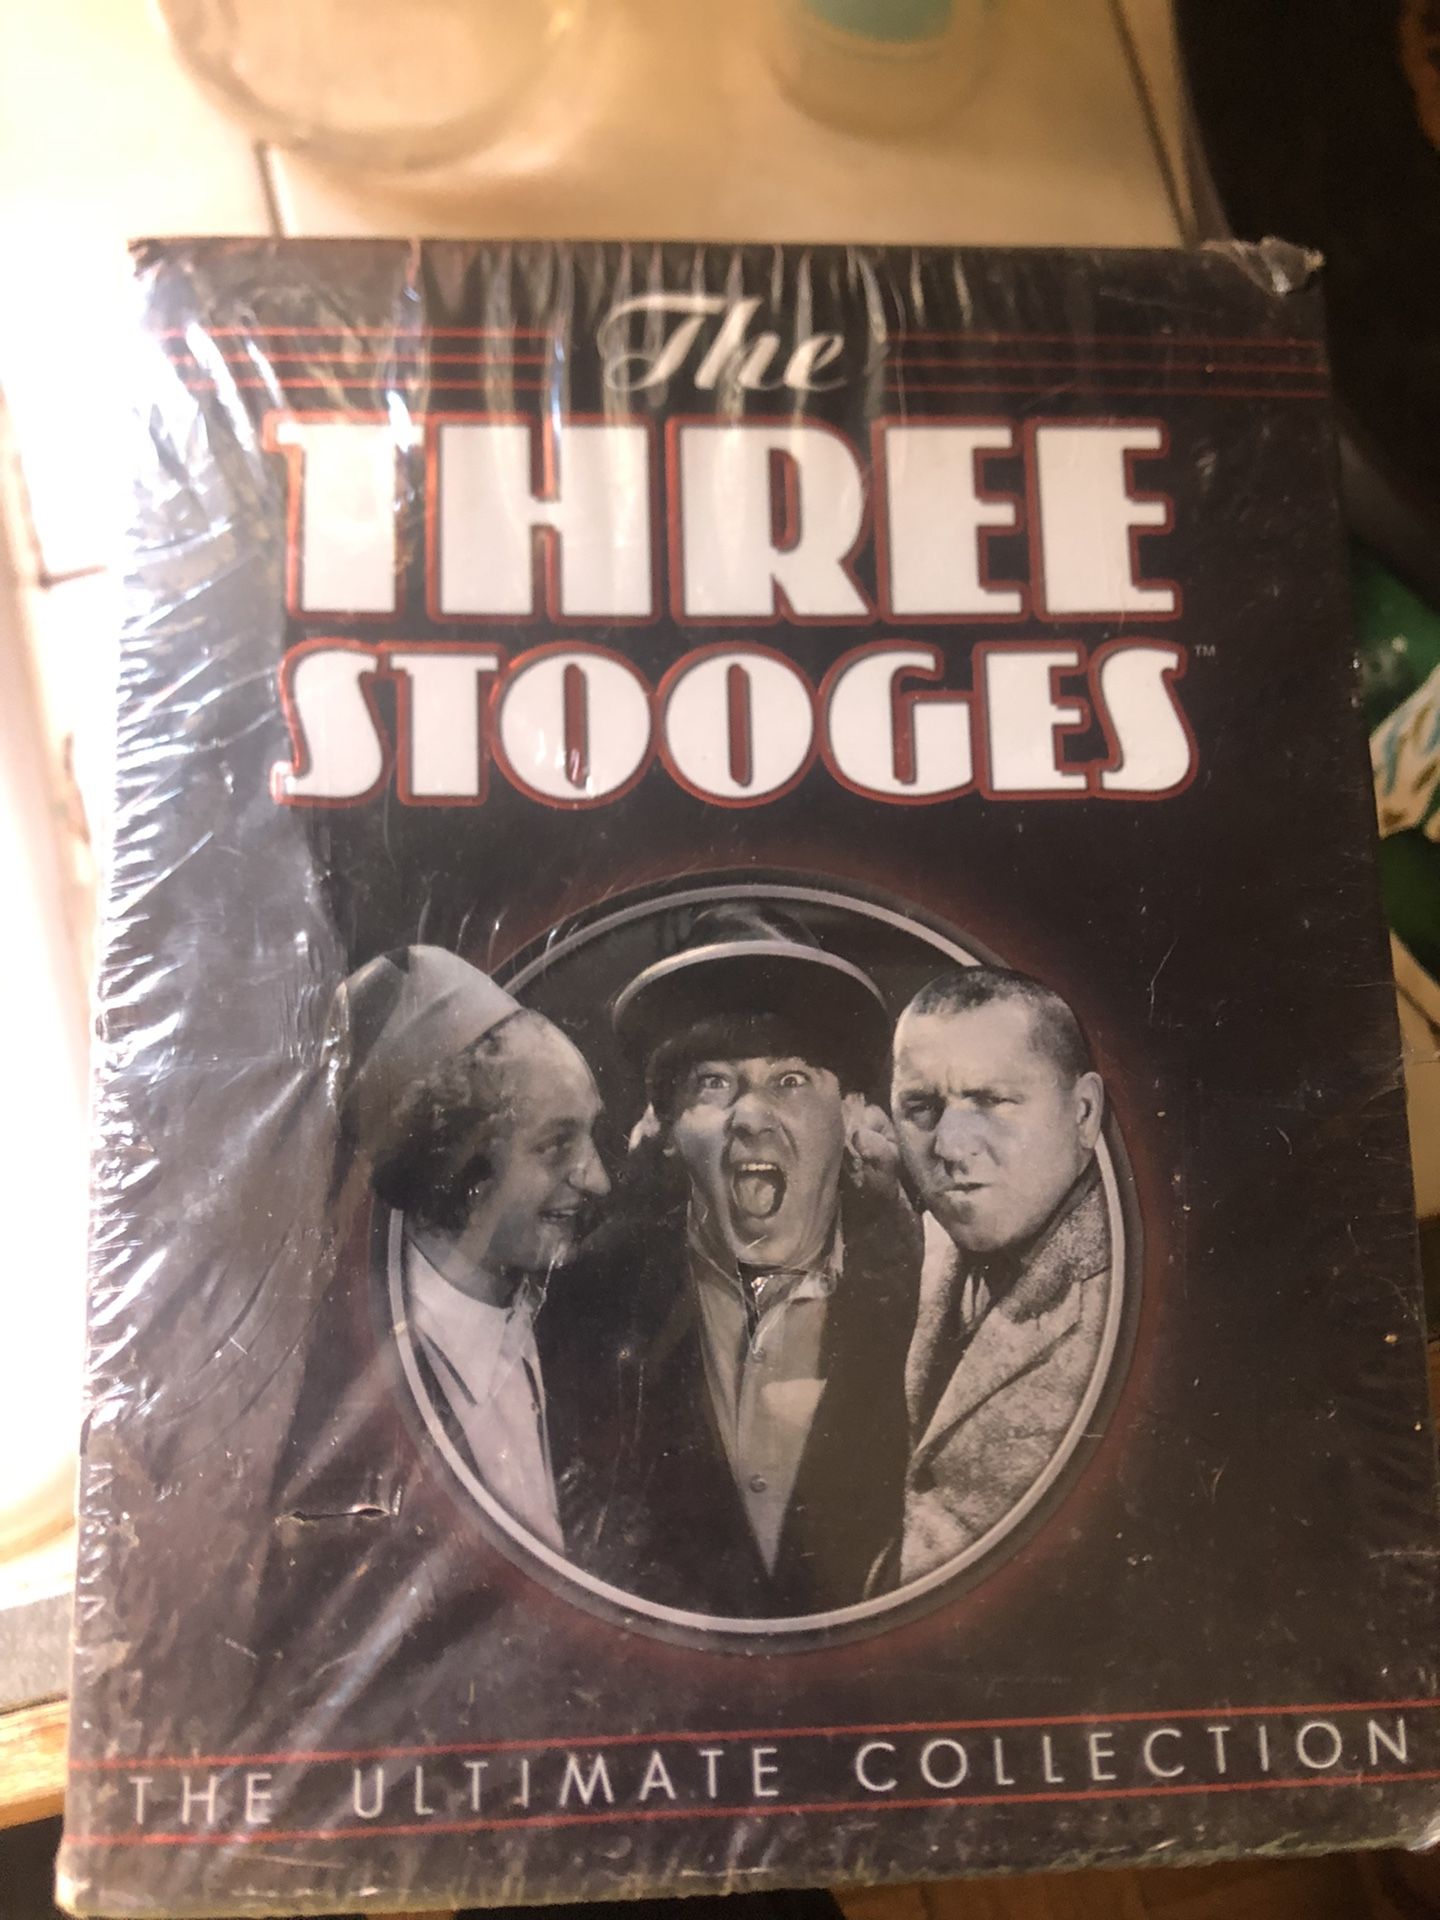 The
THREE
STOOGES™
THE ULTIMATE COLLECTION